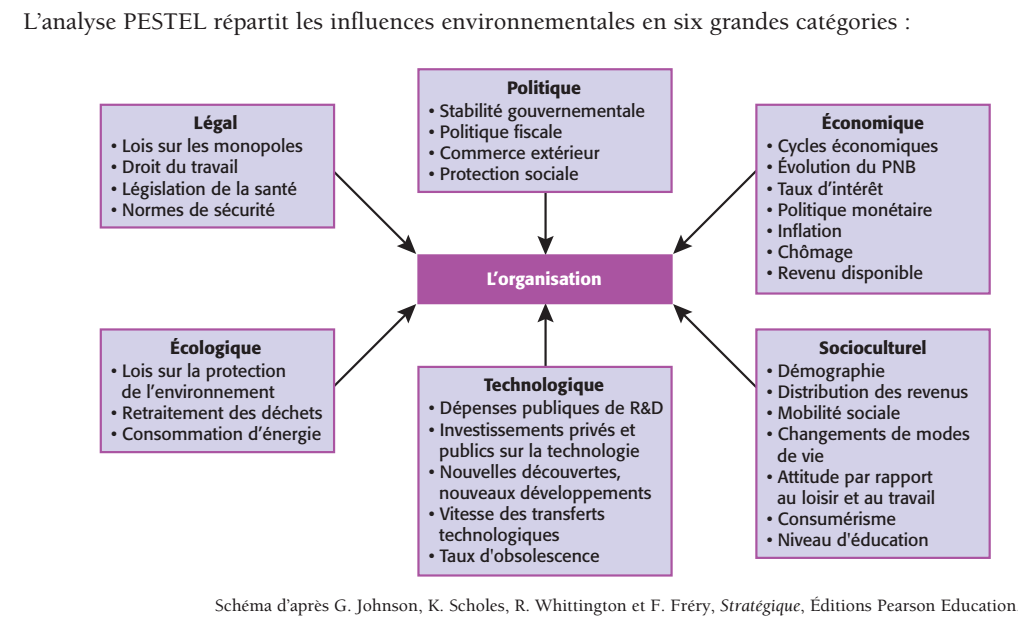 L'analyse PESTEL répartit les influences environnementales en six grandes catégories :
Politique
• Stabilité gouvernementale
• Politique fiscale
• Commerce extérieur
• Protection sociale
Légal
• Lois sur les monopoles
• Droit du travail
• Législation de la santé
• Normes de sécurité
Économique
• Cycles économiques
• Évolution du PNB
• Taux d'intérêt
• Politique monétaire
• Inflation
• Chômage
• Revenu disponible
L'organisation
Écologique
• Lois sur la protection
de l'environnement
• Retraitement des déchets
• Consommation d'énergie
Technologique
• Dépenses publiques de R&D
• Investissements privés et
publics sur la technologie
• Nouvelles découvertes,
nouveaux développements
• Vitesse des transferts
technologiques
• Taux d'obsolescence
Socioculturel
• Démographie
• Distribution des revenus
• Mobilité sociale
• Changements de modes
de vie
• Attitude par rapport
au loisir et au travail
• Consumérisme
• Niveau d'éducation
Schéma d'après G. Johnson, K. Scholes, R. Whittington et F. Fréry, Stratégique, Éditions Pearson Education